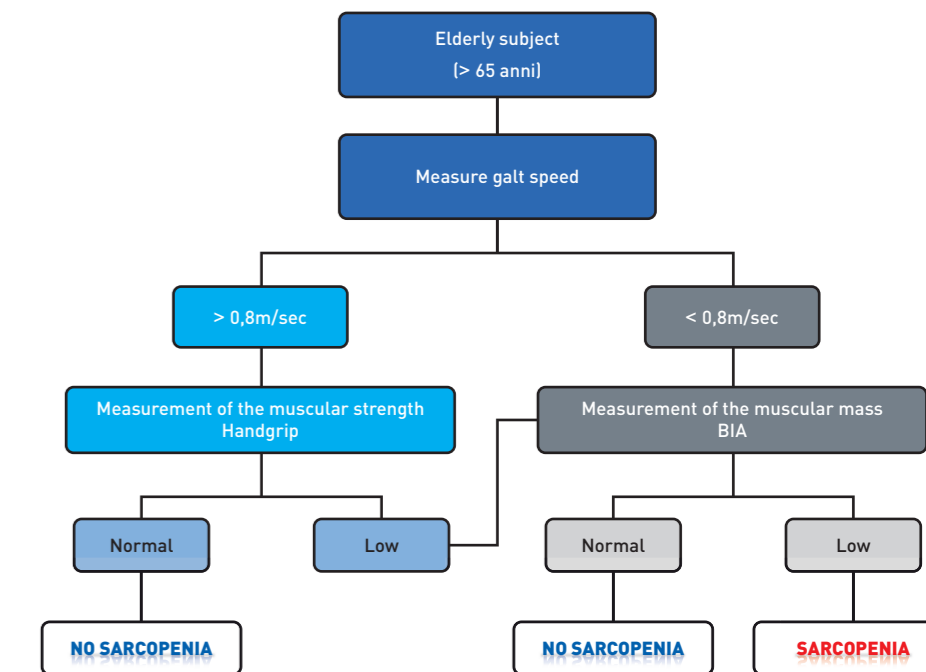 Elderly subject
(> 65 anni)
Measure galt speed
> 0,8m/sec
< 0,8m/sec
Measurement of the muscular strength
Handgrip
Measurement of the muscular mass
BIA
Normal
Low
Normal
Low
NO SARCOPENIA
NO SARCOPENIA
SARCOPENIA